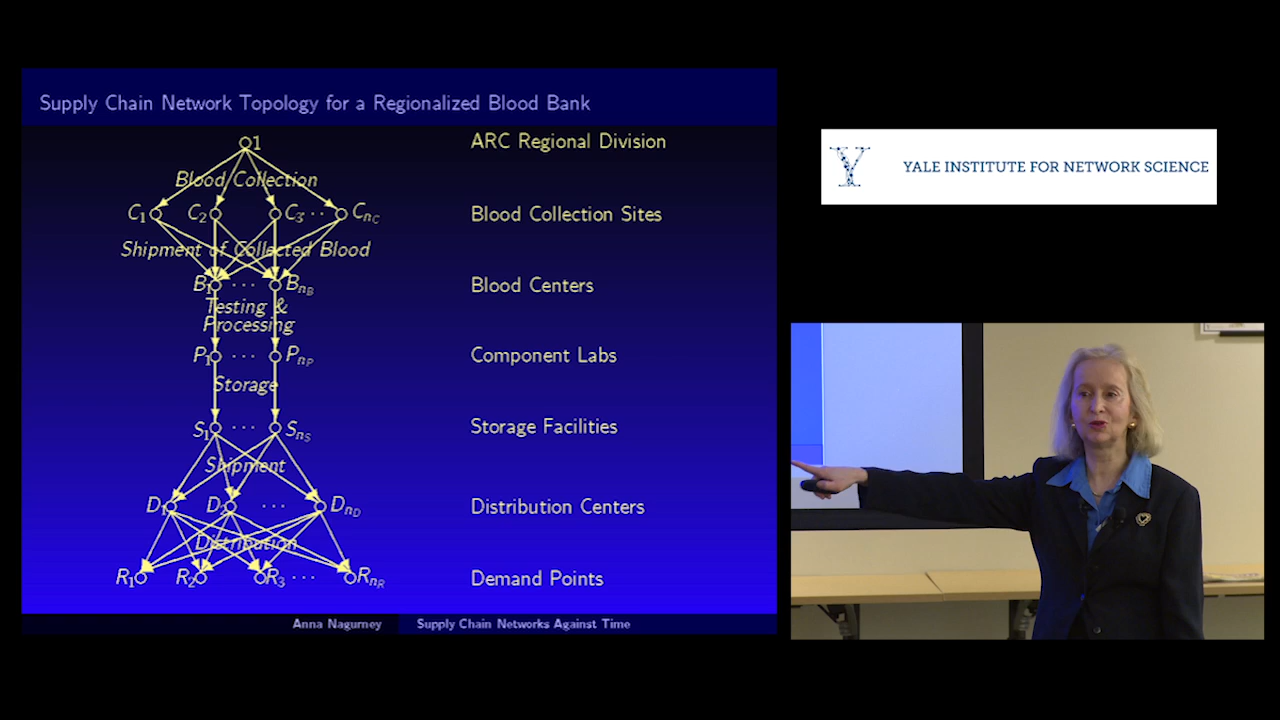 Supply Chain Network Topology for a Regionalized Blood Bank
1 ARC Regional Division
Blood Collection
C1 C2 C3 ··· CnC Blood Collection Sites
Shipment of Collected Blood
B1 ··· BnB Blood Centers
Testing &
Processing
P1 ··· PnP Component Labs
Storage
S1 ··· SnS Storage Facilities
Shipment
D1 D2 ··· DnD Distribution Centers
Distribution
R1 R2 R3 ··· RnR Demand Points
Anna Nagurney Supply Chain Networks Against Time
Y YALE INSTITUTE FOR NETWORK SCIENCE